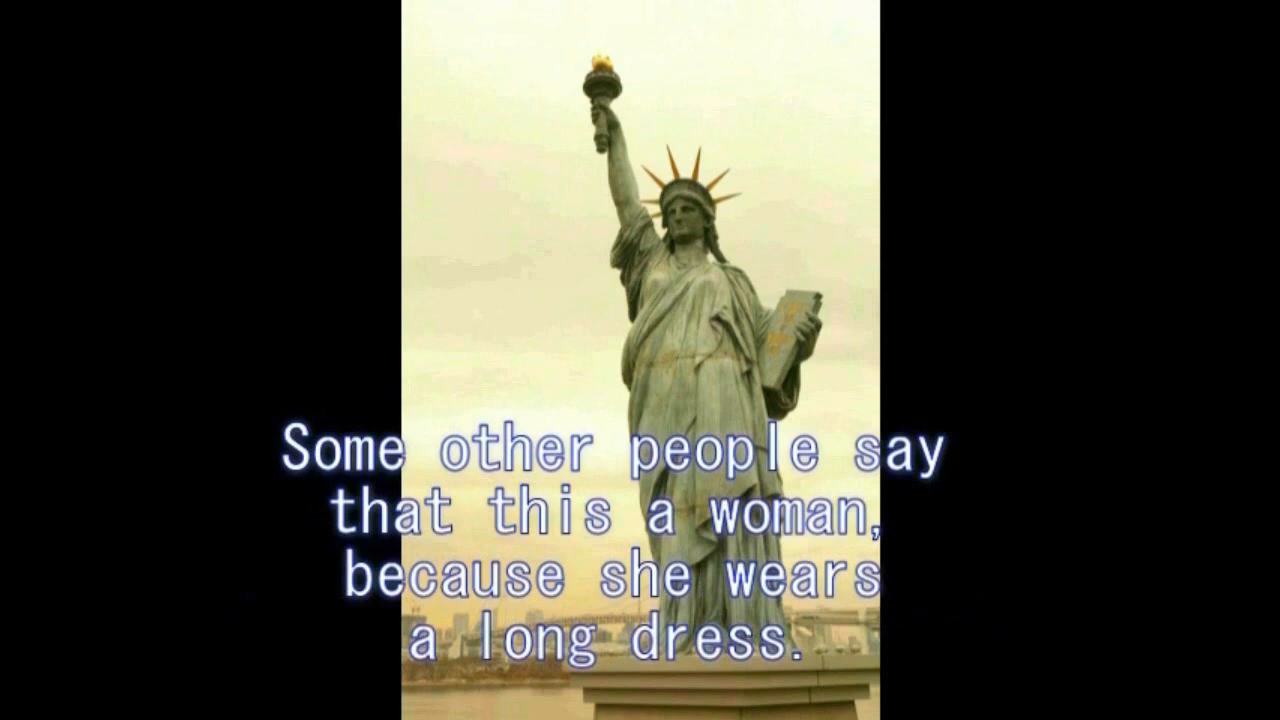 Some other people say
that this a woman,
because she wears
a long dress.